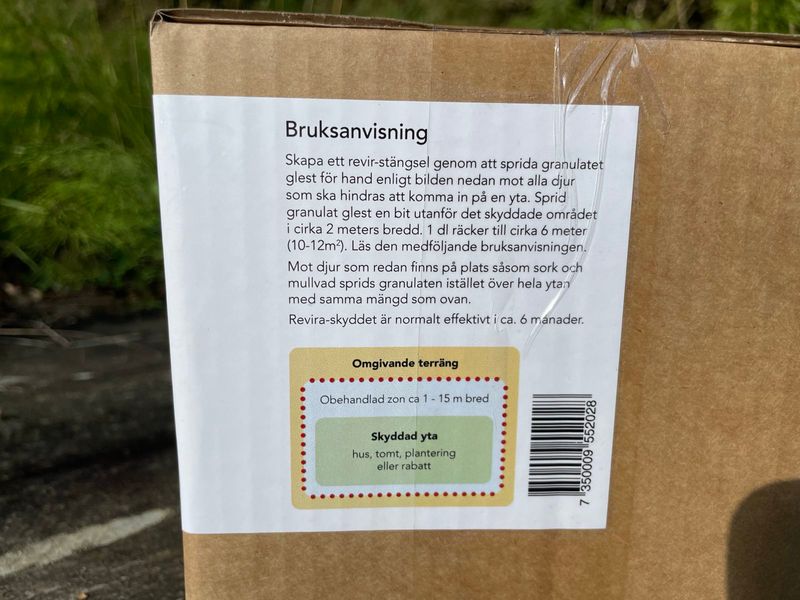 Bruksanvisning
Skapa ett revir-stängsel genom att sprida granulatet
glest för hand enligt bilden nedan mot alla djur
som ska hindras att komma in på en yta. Sprid
granulat glest en bit utanför det skyddade området
i cirka 2 meters bredd. 1 dl räcker till cirka 6 meter
(10-12m²). Läs den medföljande bruksanvisningen.
Mot djur som redan finns på plats såsom sork och
mullvad sprids granulaten istället över hela ytan
med samma mängd som ovan.
Revira-skyddet är normalt effektivt i ca. 6 månader.
Omgivande terräng
Obehandlad zon ca 1 - 15 m bred
Skyddad yta
hus, tomt, plantering
eller rabatt
7 350009 552028